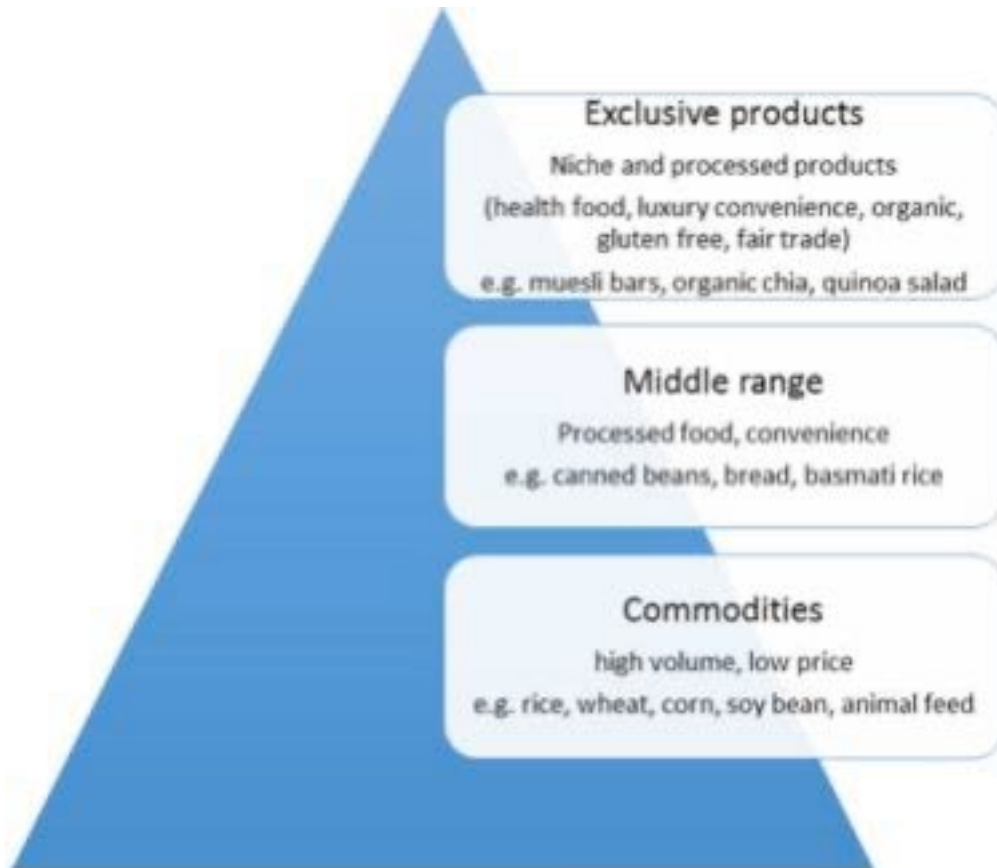 Exclusive products
Niche and processed products
(health food, luxury convenience, organic,
gluten free, fair trade)
e.g. muesli bars, organic chia, quinoa salad
Middle range
Processed food, convenience
e.g. canned beans, bread, basmati rice
Commodities
high volume, low price
e.g. rice, wheat, corn, soy bean, animal feed